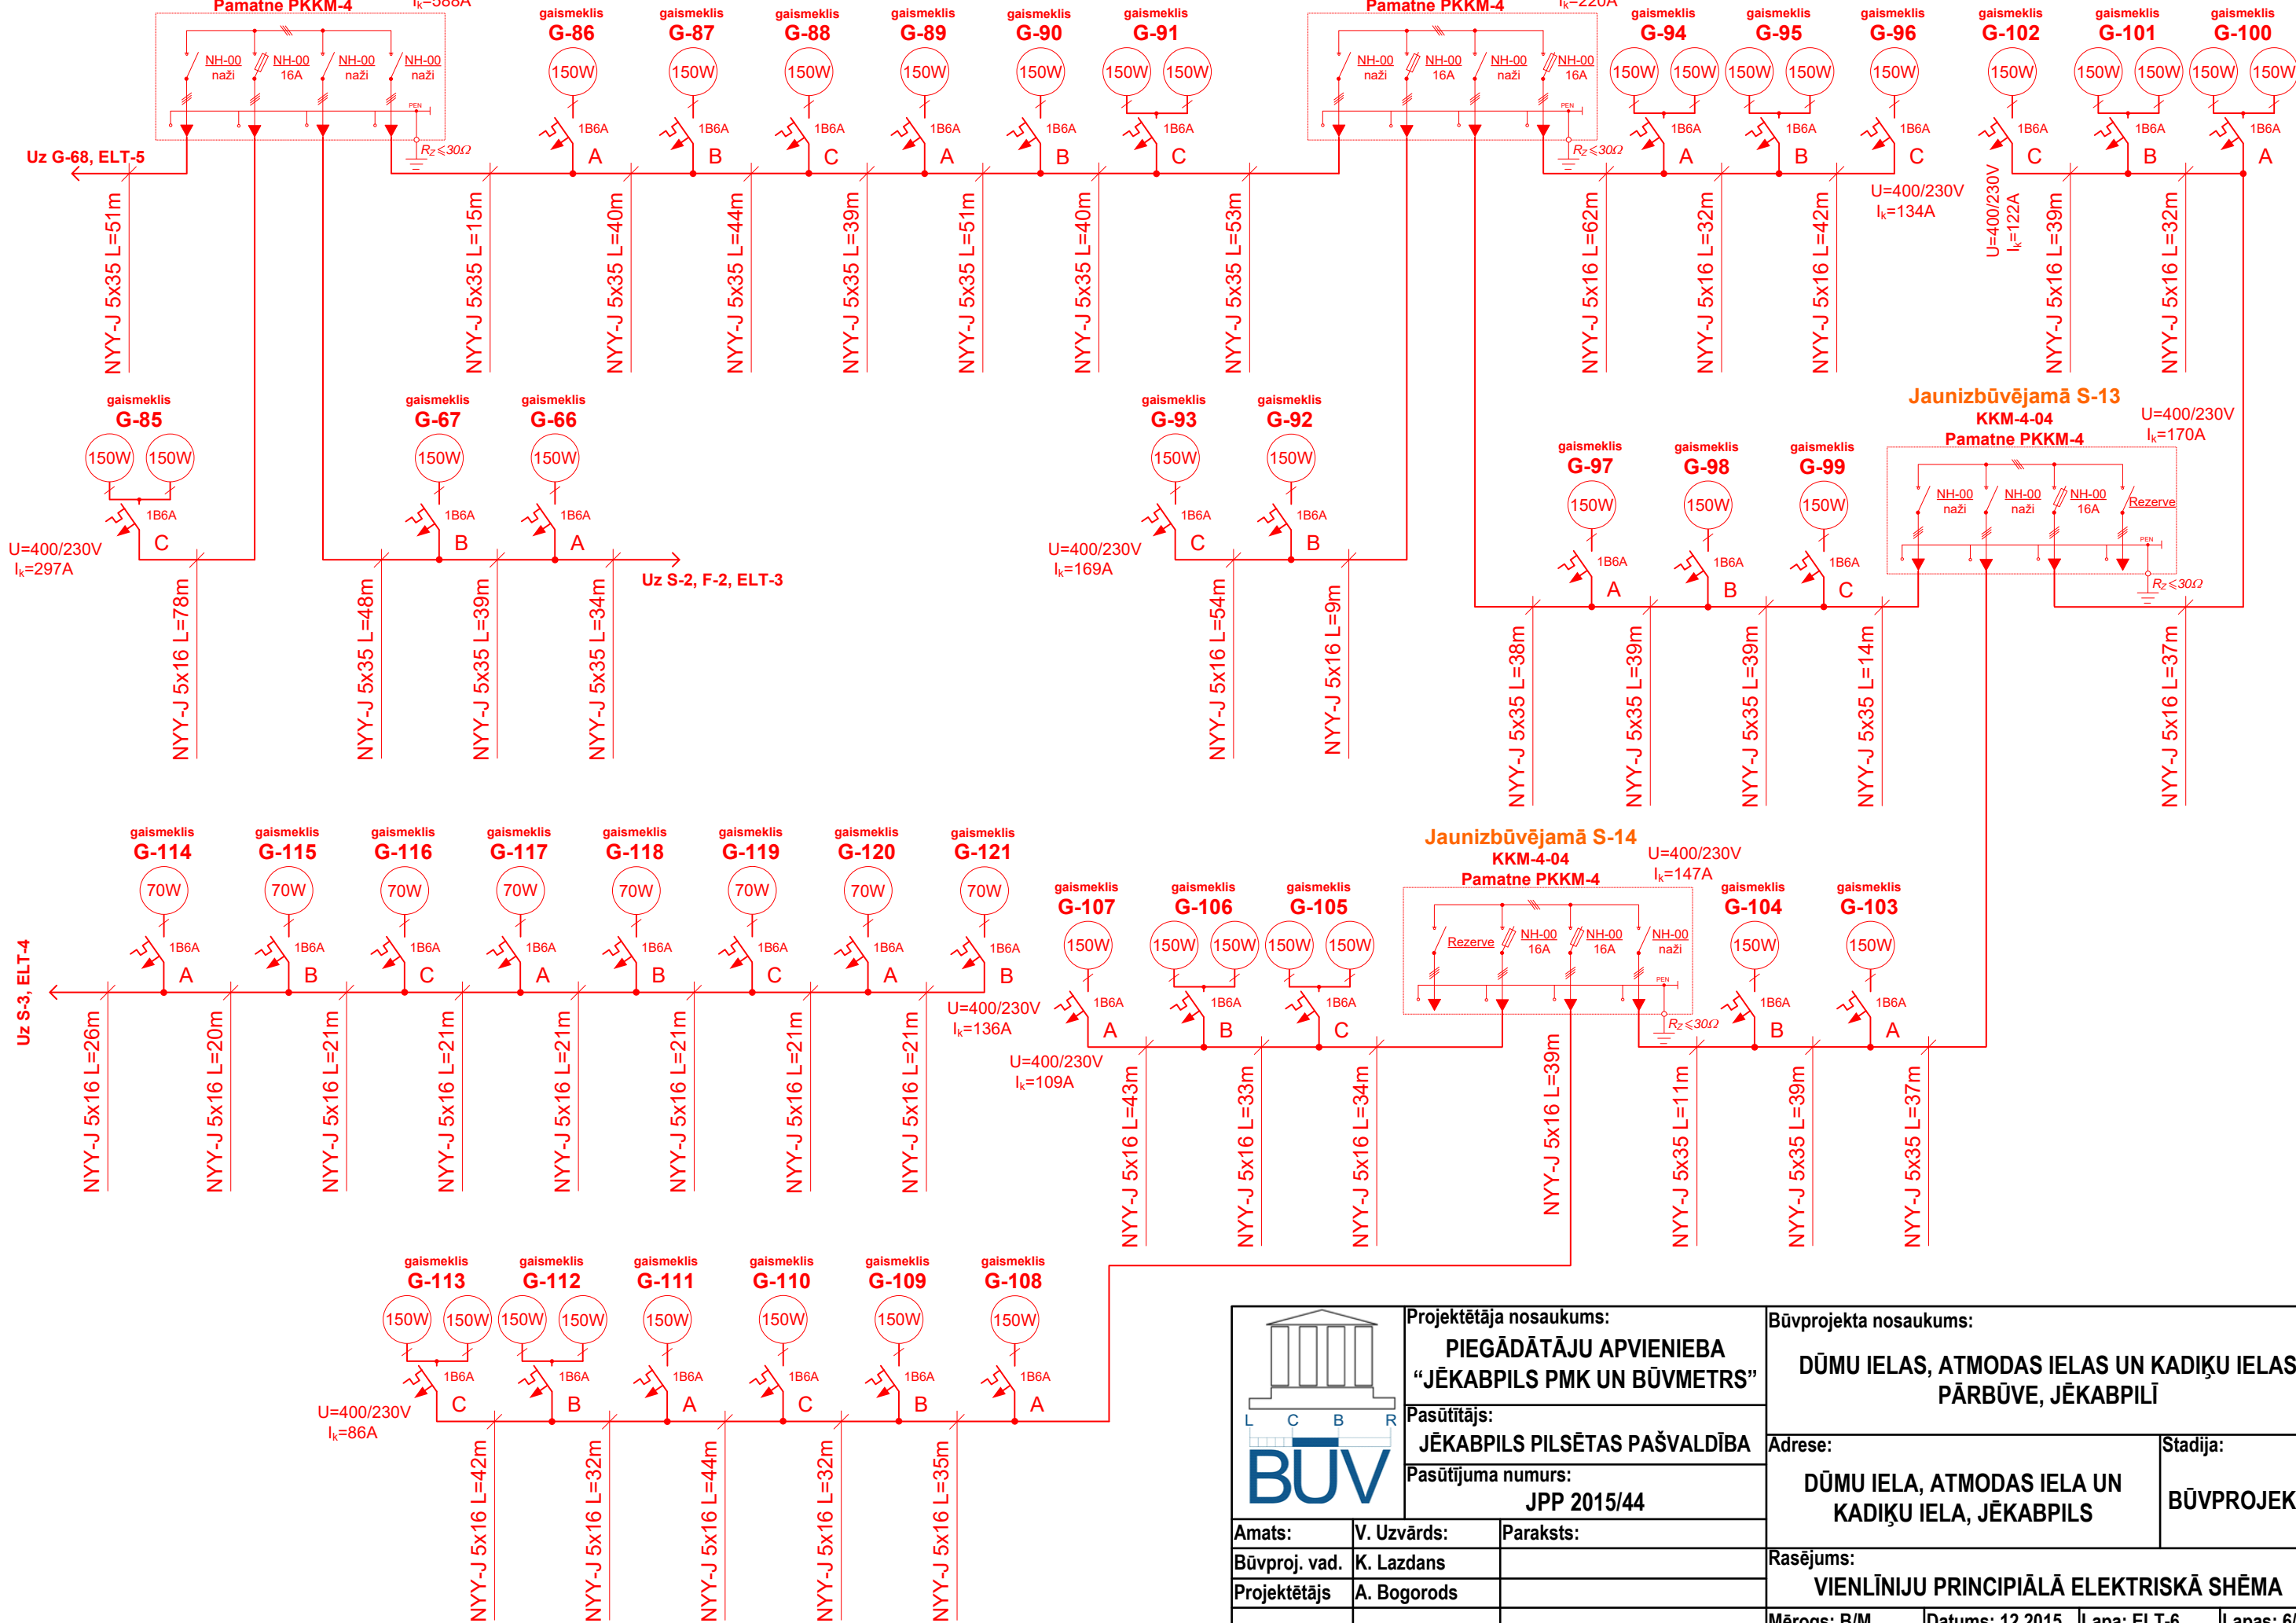 Pamatne PKKM-4
Ik=588A
NH-00
naži
NH-00
16A
NH-00
naži
NH-00
naži
PEN
RZ⩽30Ω
Uz G-68, ELT-5
gaismeklis
G-86
150W
1B6A
A
gaismeklis
G-87
150W
1B6A
B
gaismeklis
G-88
150W
1B6A
C
gaismeklis
G-89
150W
1B6A
A
gaismeklis
G-90
150W
1B6A
B
gaismeklis
G-91
150W 150W
1B6A
C
Pamatne PKKM-4
Ik=220A
NH-00
naži
NH-00
16A
NH-00
naži
NH-00
16A
PEN
RZ⩽30Ω
gaismeklis
G-94
150W 150W
1B6A
A
gaismeklis
G-95
150W 150W
1B6A
B
gaismeklis
G-96
150W
1B6A
C
U=400/230V
Ik=134A
gaismeklis
G-102
150W
1B6A
C
U=400/230V
Ik=122A
gaismeklis
G-101
150W 150W
1B6A
B
gaismeklis
G-100
150W 150W
1B6A
A
NYY-J 5x35 L=51m
NYY-J 5x35 L=15m
NYY-J 5x35 L=40m
NYY-J 5x35 L=44m
NYY-J 5x35 L=39m
NYY-J 5x35 L=51m
NYY-J 5x35 L=40m
NYY-J 5x35 L=53m
NYY-J 5x16 L=62m
NYY-J 5x16 L=32m
NYY-J 5x16 L=42m
NYY-J 5x16 L=39m
NYY-J 5x16 L=32m
gaismeklis
G-85
150W 150W
1B6A
C
U=400/230V
Ik=297A
gaismeklis
G-67
150W
1B6A
B
gaismeklis
G-66
150W
1B6A
A
Uz S-2, F-2, ELT-3
gaismeklis
G-93
150W
1B6A
C
U=400/230V
Ik=169A
gaismeklis
G-92
150W
1B6A
B
gaismeklis
G-97
150W
1B6A
A
gaismeklis
G-98
150W
1B6A
B
gaismeklis
G-99
150W
1B6A
C
Jaunizbūvējamā S-13
KKM-4-04
Pamatne PKKM-4
U=400/230V
Ik=170A
NH-00
naži
NH-00
naži
NH-00
16A
Rezerve
PEN
RZ⩽30Ω
NYY-J 5x16 L=78m
NYY-J 5x35 L=48m
NYY-J 5x35 L=39m
NYY-J 5x35 L=34m
NYY-J 5x16 L=54m
NYY-J 5x16 L=9m
NYY-J 5x35 L=38m
NYY-J 5x35 L=39m
NYY-J 5x35 L=39m
NYY-J 5x35 L=14m
NYY-J 5x16 L=37m
Uz S-3, ELT-4
gaismeklis
G-114
70W
1B6A
A
gaismeklis
G-115
70W
1B6A
B
gaismeklis
G-116
70W
1B6A
C
gaismeklis
G-117
70W
1B6A
A
gaismeklis
G-118
70W
1B6A
B
gaismeklis
G-119
70W
1B6A
C
gaismeklis
G-120
70W
1B6A
A
gaismeklis
G-121
70W
1B6A
B
U=400/230V
Ik=136A
gaismeklis
G-107
150W
1B6A
A
U=400/230V
Ik=109A
gaismeklis
G-106
150W 150W
1B6A
B
gaismeklis
G-105
150W 150W
1B6A
C
Jaunizbūvējamā S-14
KKM-4-04
Pamatne PKKM-4
U=400/230V
Ik=147A
Rezerve
NH-00
16A
NH-00
16A
NH-00
naži
PEN
RZ⩽30Ω
gaismeklis
G-104
150W
1B6A
B
gaismeklis
G-103
150W
1B6A
A
NYY-J 5x16 L=26m
NYY-J 5x16 L=20m
NYY-J 5x16 L=21m
NYY-J 5x16 L=21m
NYY-J 5x16 L=21m
NYY-J 5x16 L=21m
NYY-J 5x16 L=21m
NYY-J 5x16 L=21m
NYY-J 5x16 L=43m
NYY-J 5x16 L=33m
NYY-J 5x16 L=34m
NYY-J 5x16 L=39m
NYY-J 5x35 L=11m
NYY-J 5x35 L=39m
NYY-J 5x35 L=37m
gaismeklis
G-113
150W 150W
1B6A
C
U=400/230V
Ik=86A
gaismeklis
G-112
150W 150W
1B6A
B
gaismeklis
G-111
150W
1B6A
A
gaismeklis
G-110
150W
1B6A
C
gaismeklis
G-109
150W
1B6A
B
gaismeklis
G-108
150W
1B6A
A
NYY-J 5x16 L=42m
NYY-J 5x16 L=32m
NYY-J 5x16 L=44m
NYY-J 5x16 L=32m
NYY-J 5x16 L=35m
L C B R
BŪV
Projektētāja nosaukums:
PIEGĀDĀTĀJU APVIENIEBA
“JĒKABPILS PMK UN BŪVMETRS”
Pasūtītājs:
JĒKABPILS PILSĒTAS PAŠVALDĪBA
Pasūtījuma numurs:
JPP 2015/44
Būvprojekta nosaukums:
DŪMU IELAS, ATMODAS IELAS UN KADIĶU IELAS
PĀRBŪVE, JĒKABPILĪ
Adrese:
DŪMU IELA, ATMODAS IELA UN
KADIĶU IELA, JĒKABPILS
Stadija:
BŪVPROJEK
Amats: V. Uzvārds: Paraksts:
Būvproj. vad. K. Lazdans
Projektētājs A. Bogorods
Rasējums:
VIENLĪNIJU PRINCIPIĀLĀ ELEKTRISKĀ SHĒMA
Mērogs: B/M Datums: 12.2015 Lapa: ELT-6 Lapas: 6/